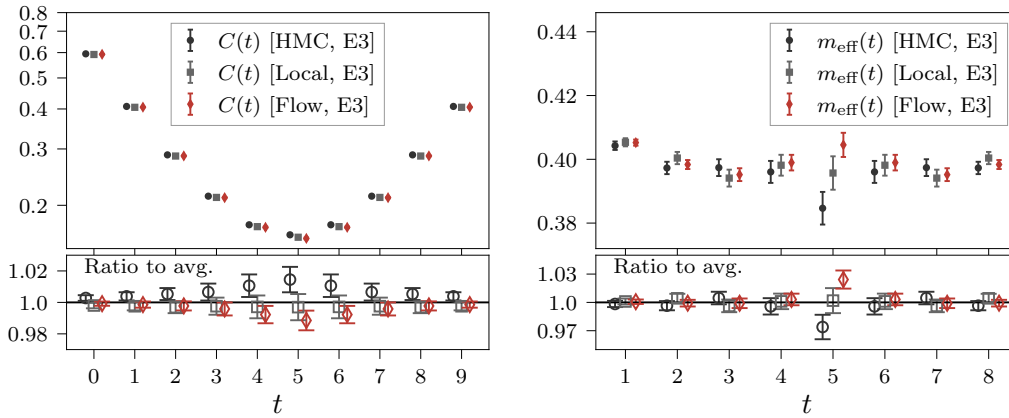 0.8
0.7
0.6
0.5
0.4
0.3
0.2
C(t) [HMC, E3]
C(t) [Local, E3]
C(t) [Flow, E3]
1.02
1.00
0.98
Ratio to avg.
0 1 2 3 4 5 6 7 8 9
t
0.44
0.42
0.40
0.38
m_eff(t) [HMC, E3]
m_eff(t) [Local, E3]
m_eff(t) [Flow, E3]
1.03
1.00
0.97
Ratio to avg.
1 2 3 4 5 6 7 8
t